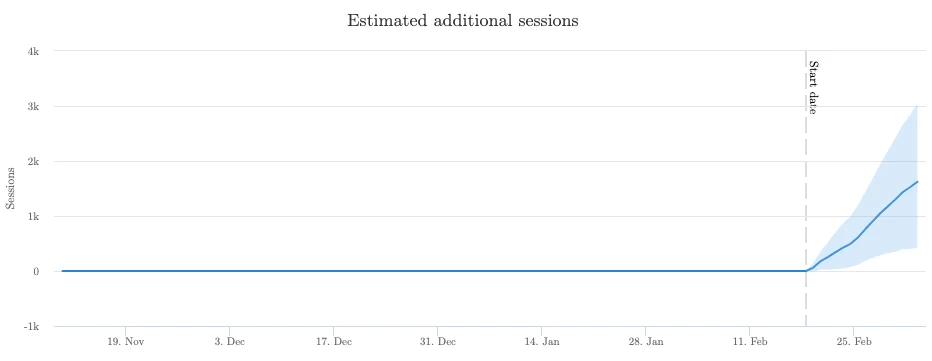 Estimated additional sessions
4k
3k
2k
1k
0
-1k
Sessions
Start date
19. Nov
3. Dec
17. Dec
31. Dec
14. Jan
28. Jan
11. Feb
25. Feb